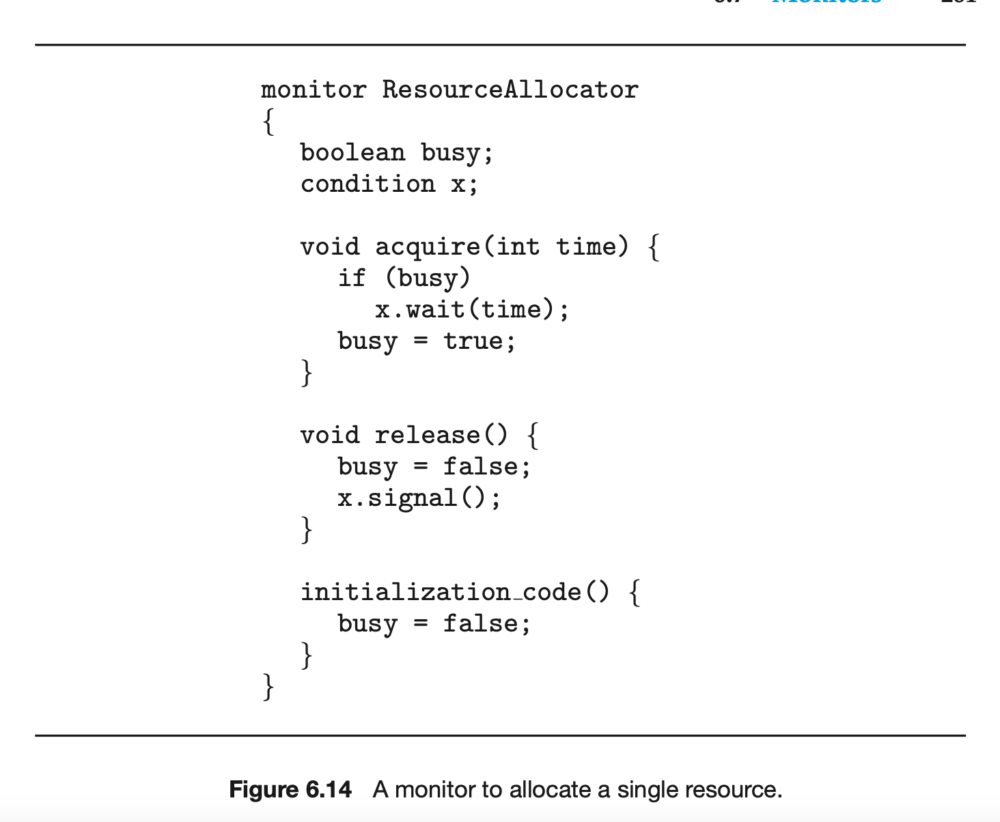 Monitors
monitor ResourceAllocator
{
boolean busy;
condition x;
void acquire(int time) {
if (busy)
x.wait(time);
busy = true;
}
void release() {
busy = false;
x.signal();
}
initialization_code() {
busy = false;
}
}
Figure 6.14 A monitor to allocate a single resource.